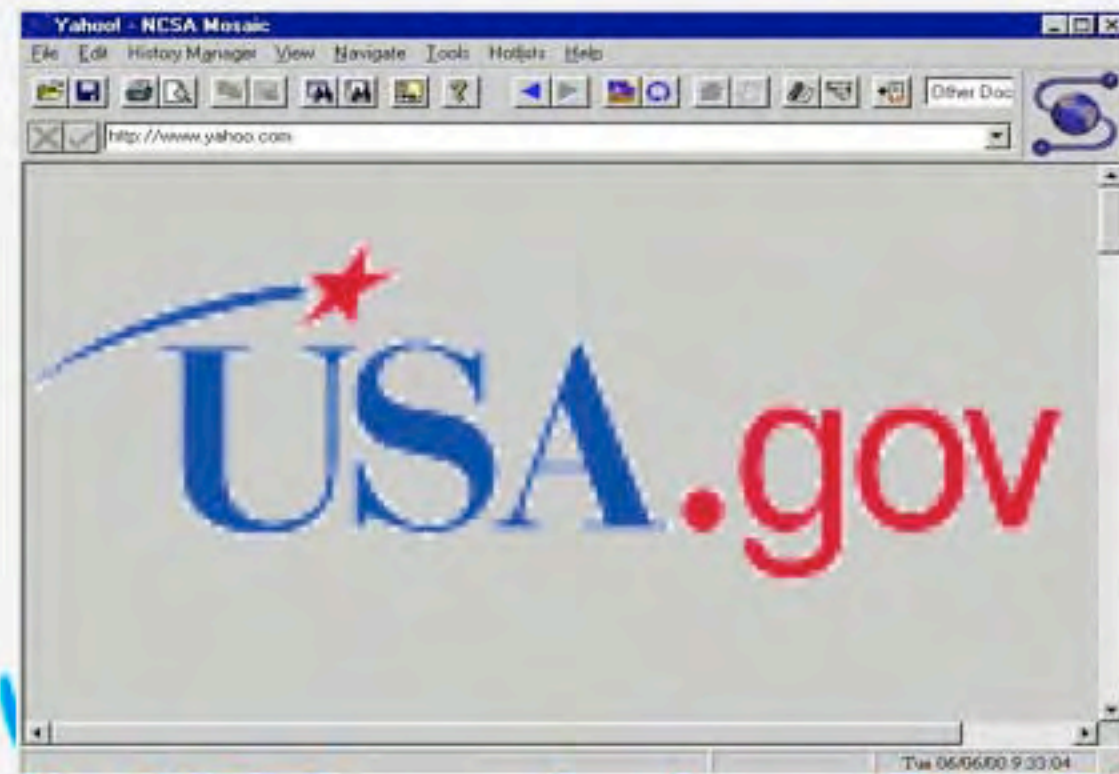 Yahoo! - NCSA Mosaic
File Edit History Manager View Navigate Tools Hotlists Help
Other Doc
http://www.yahoo.com
USA.gov
Tue 06/06/00 9:33:04